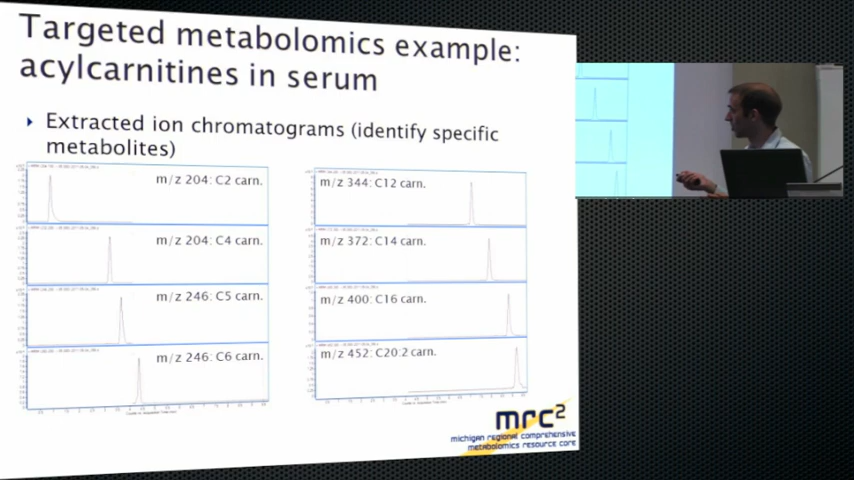 Targeted metabolomics example:
acylcarnitines in serum
Extracted ion chromatograms (identify specific
metabolites)
m/z 204: C2 carn.
m/z 204: C4 carn.
m/z 246: C5 carn.
m/z 246: C6 carn.
m/z 344: C12 carn.
m/z 372: C14 carn.
m/z 400: C16 carn.
m/z 452: C20:2 carn.
mrc2
michigan regional comprehensive
metabolomics resource core